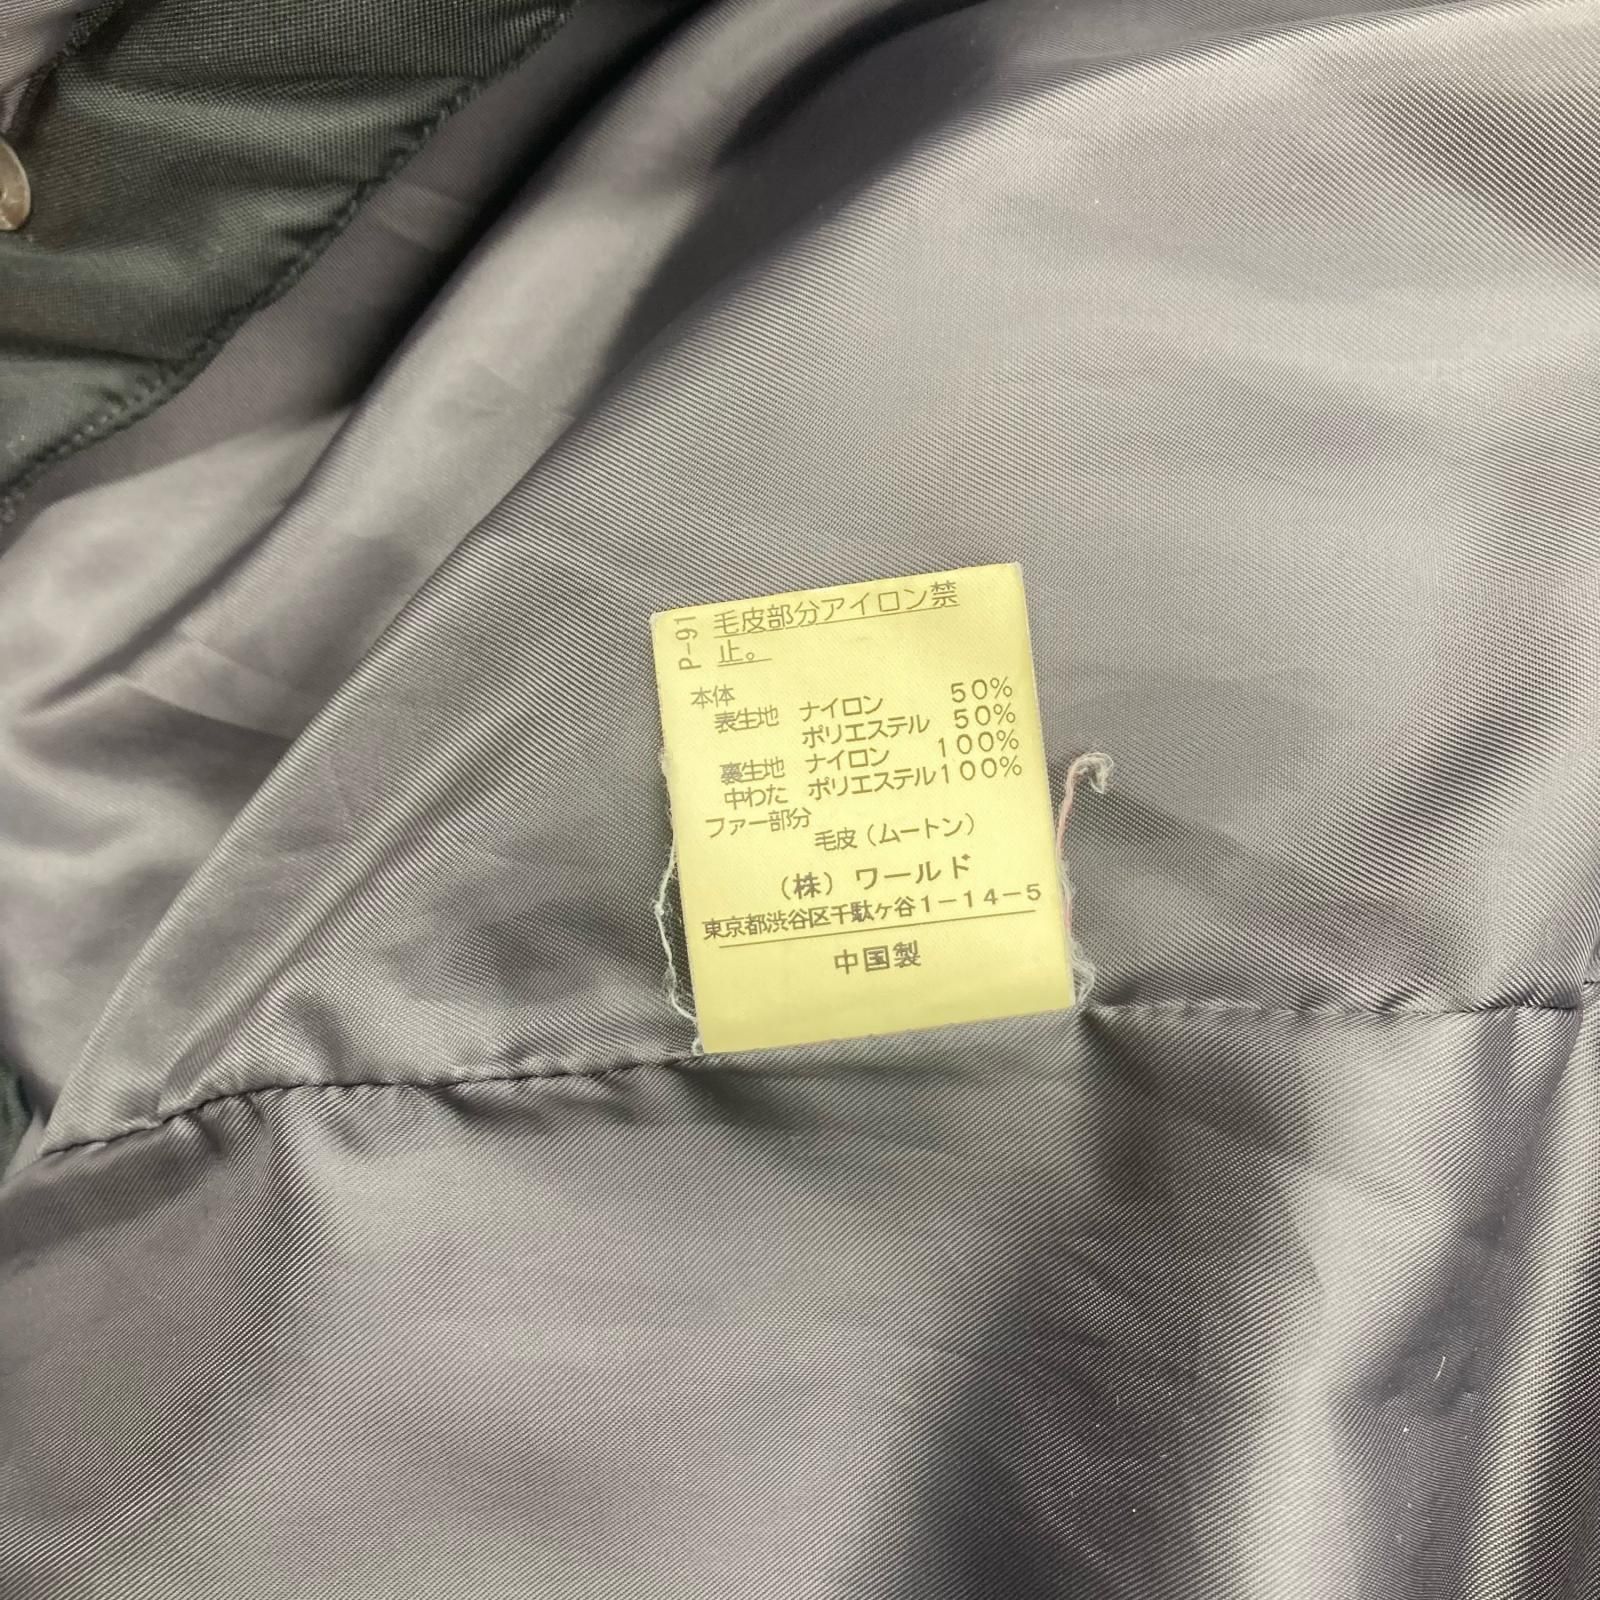 P-91
毛皮部分アイロン禁
止。
本体
表生地 ナイロン 50%
ポリエステル 50%
裏生地 ナイロン 100%
中わた ポリエステル100%
ファー部分
毛皮(ムートン)
(株)ワールド
東京都渋谷区千駄ヶ谷1-14-5
中国製